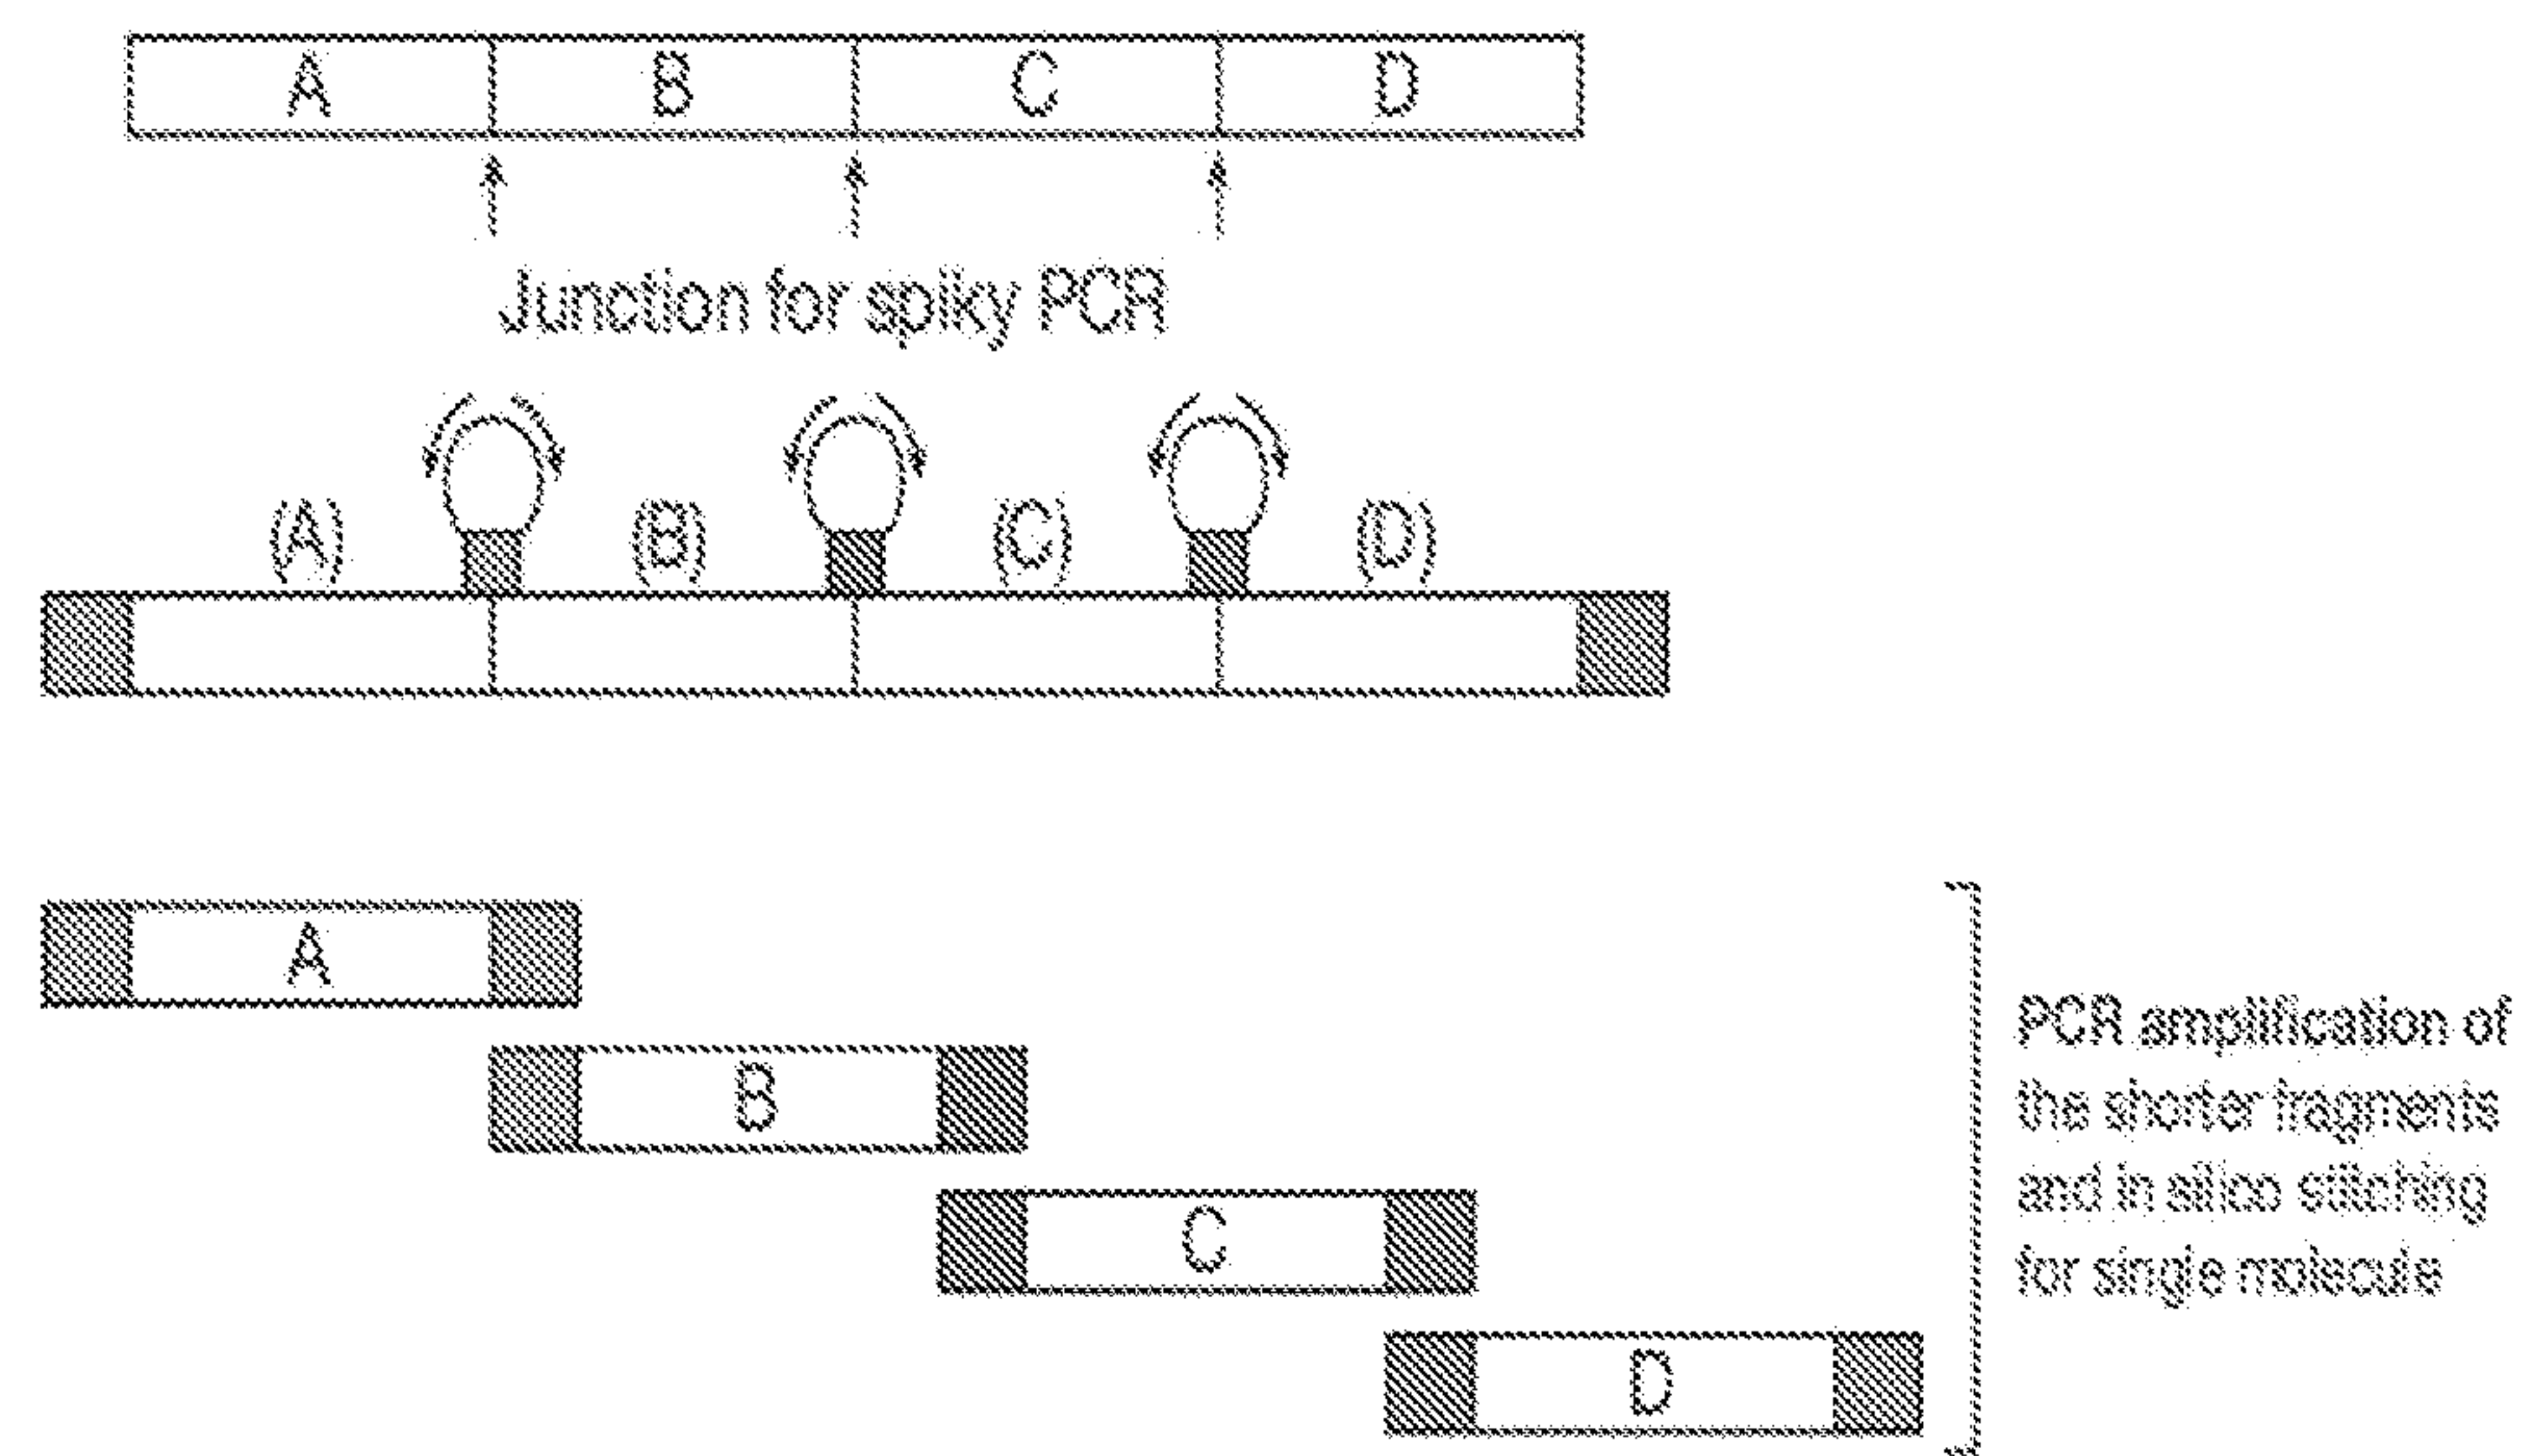 A B C D
Junction for spiky PCR
(A) (B) (C) (D)
A
B
C
D
PCR amplification of
the shorter fragments
and in silico stitching
for single molecule